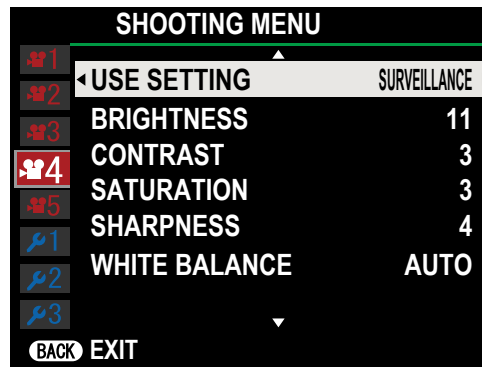 SHOOTING MENU
1
USE SETTING SURVEILLANCE
2
BRIGHTNESS 11
3
CONTRAST 3
4
SATURATION 3
5
SHARPNESS 4
1
WHITE BALANCE AUTO
2
3
BACK EXIT